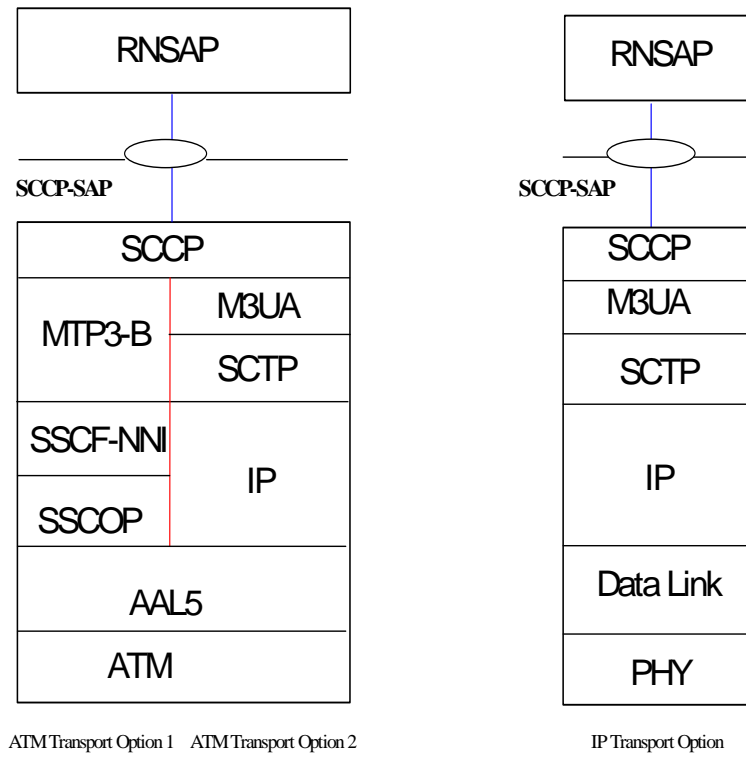 RNSAP
SCCP-SAP
SCCP
MTP3-B
M3UA
SCTP
SSCF-NNI
SSCOP
IP
AAL5
ATM
ATM Transport Option 1
ATM Transport Option 2
RNSAP
SCCP-SAP
SCCP
M3UA
SCTP
IP
Data Link
PHY
IP Transport Option